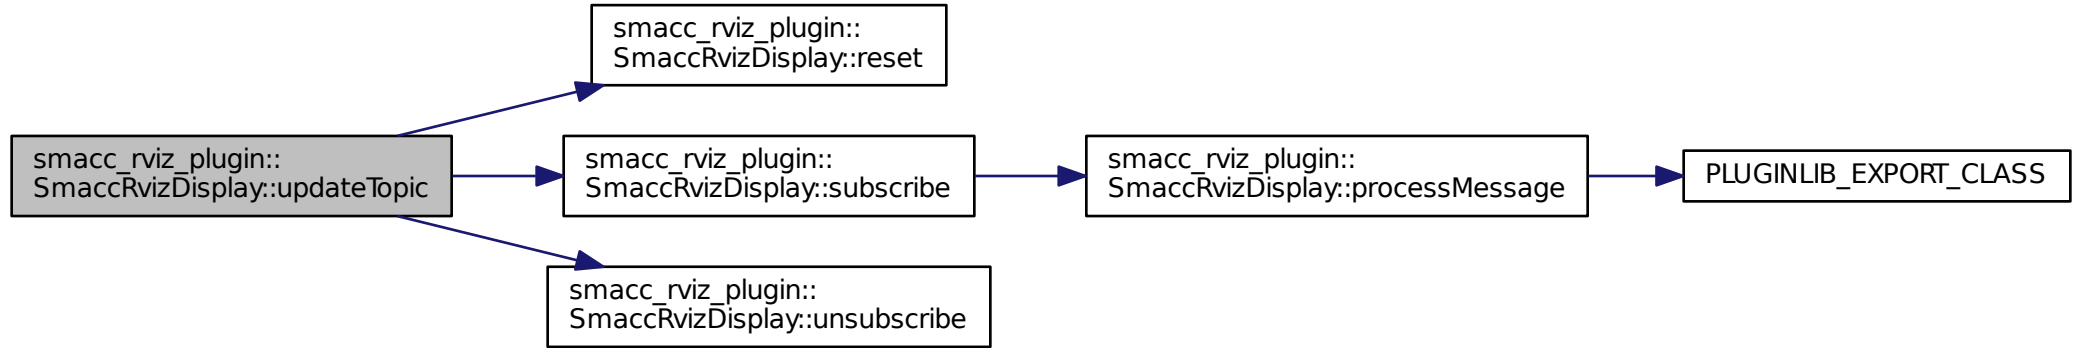 smacc_rviz_plugin::
SmaccRvizDisplay::reset
smacc_rviz_plugin::
SmaccRvizDisplay::updateTopic
smacc_rviz_plugin::
SmaccRvizDisplay::subscribe
smacc_rviz_plugin::
SmaccRvizDisplay::processMessage
PLUGINLIB_EXPORT_CLASS
smacc_rviz_plugin::
SmaccRvizDisplay::unsubscribe